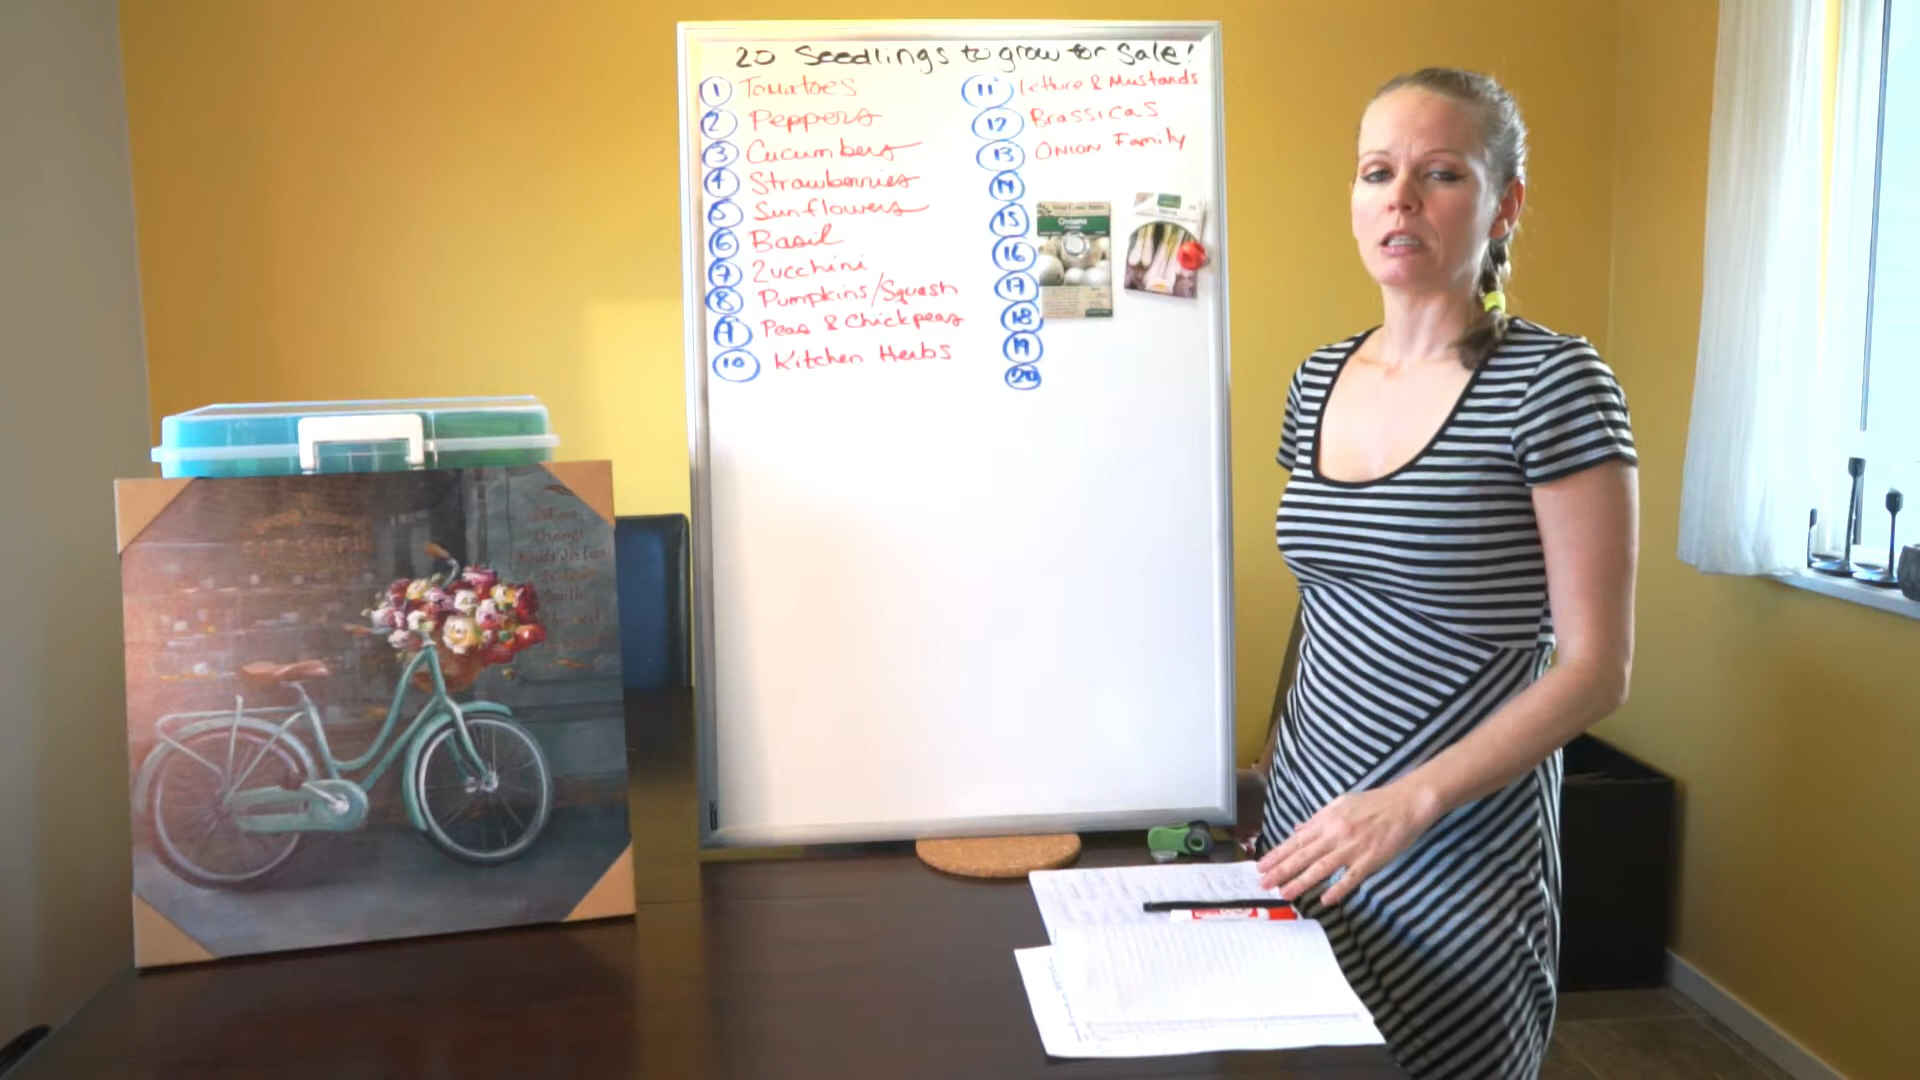 20 Seedlings to grow for Sale!
1 Tomatoes
2 Peppers
3 Cucumbers
4 Strawberries
5 Sunflowers
6 Basil
7 Zucchini
8 Pumpkins/Squash
9 Peas & Chickpeas
10 Kitchen Herbs
11 Lettuce & Mustards
12 Brassicas
13 ONION Family
14
15
16
17
18
19
20
Onions